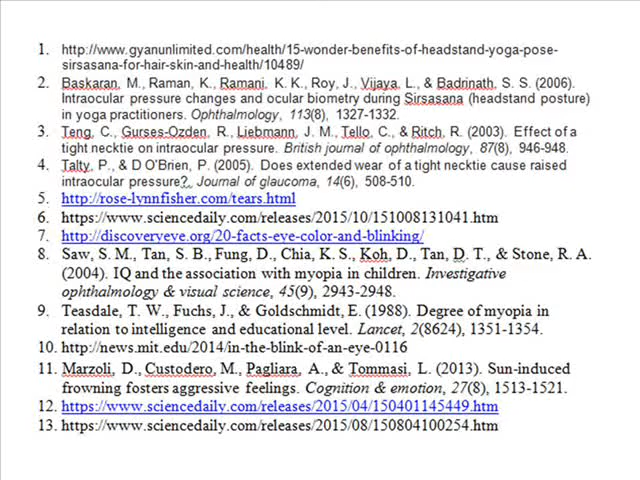 1. http://www.gyanunlimited.com/health/15-wonder-benefits-of-headstand-yoga-pose-
sirsasana-for-hair-skin-and-health/10489/
2. Baskaran, M., Raman, K., Ramani, K. K., Roy, J., Vijaya, L., & Badrinath, S. S. (2006).
Intraocular pressure changes and ocular biometry during Sirsasana (headstand posture)
in yoga practitioners. Ophthalmology, 113(8), 1327-1332.
3. Teng, C., Gurses-Ozden, R., Liebmann, J. M., Tello, C., & Ritch, R. (2003). Effect of a
tight necktie on intraocular pressure. British journal of ophthalmology, 87(8), 946-948.
4. Talty, P., & D O'Brien, P. (2005). Does extended wear of a tight necktie cause raised
intraocular pressure?. Journal of glaucoma, 14(6), 508-510.
5. http://rose-lynnfisher.com/tears.html
6. https://www.sciencedaily.com/releases/2015/10/151008131041.htm
7. http://discoveryeye.org/20-facts-eye-color-and-blinking/
8. Saw, S. M., Tan, S. B., Fung, D., Chia, K. S., Koh, D., Tan, D. T., & Stone, R. A.
(2004). IQ and the association with myopia in children. Investigative
ophthalmology & visual science, 45(9), 2943-2948.
9. Teasdale, T. W., Fuchs, J., & Goldschmidt, E. (1988). Degree of myopia in
relation to intelligence and educational level. Lancet, 2(8624), 1351-1354.
10. http://news.mit.edu/2014/in-the-blink-of-an-eye-0116
11. Marzoli, D., Custodero, M., Pagliara, A., & Tommasi, L. (2013). Sun-induced
frowning fosters aggressive feelings. Cognition & emotion, 27(8), 1513-1521.
12. https://www.sciencedaily.com/releases/2015/04/150401145449.htm
13. https://www.sciencedaily.com/releases/2015/08/150804100254.htm